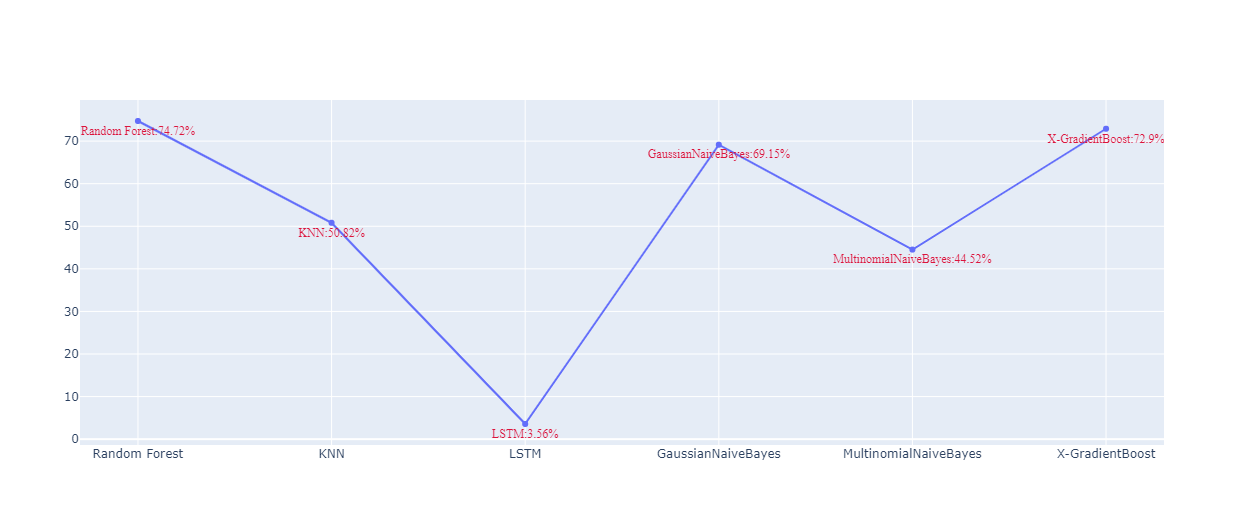 Random Forest:74.72%
KNN:50.82%
LSTM:3.56%
GaussianNaiveBayes:69.15%
MultinomialNaiveBayes:44.52%
X-GradientBoost:72.9%
70
60
50
40
30
20
10
0
Random Forest
KNN
LSTM
GaussianNaiveBayes
MultinomialNaiveBayes
X-GradientBoost